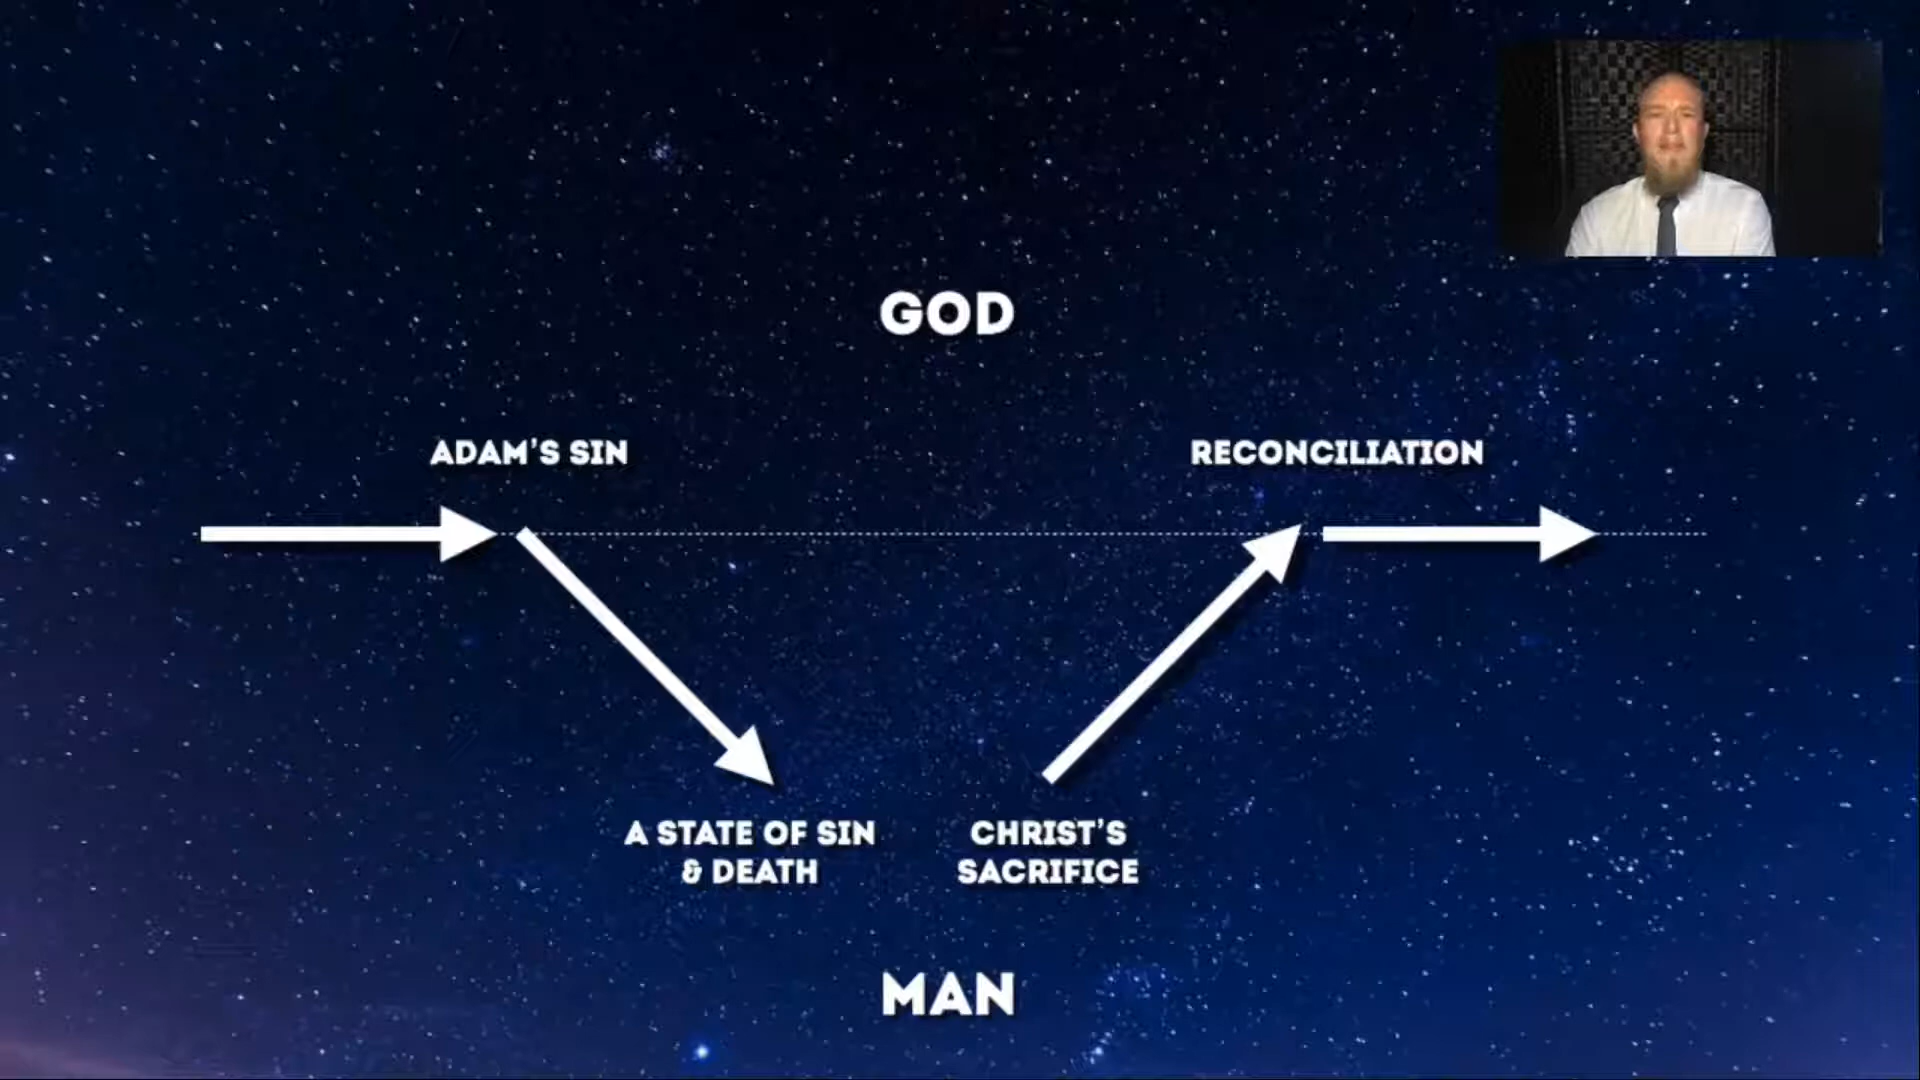 GOD
ADAM'S SIN
RECONCILIATION
A STATE OF SIN
& DEATH
CHRIST'S
SACRIFICE
MAN